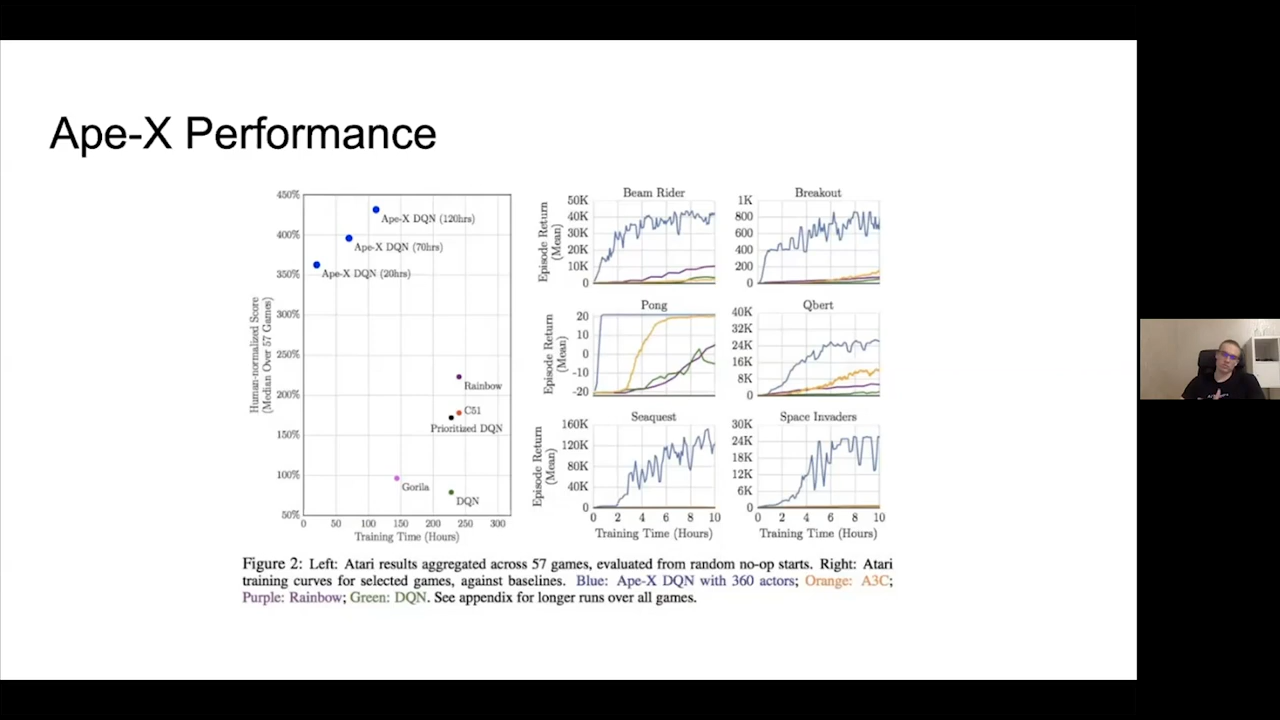 Ape-X Performance
450%
400%
350%
300%
250%
200%
150%
100%
50%
Human-normalized Score
(Median Over 57 Games)
Ape-X DQN (120hrs)
Ape-X DQN (70hrs)
Ape-X DQN (20hrs)
Rainbow
C51
Prioritized DQN
Gorila
DQN
0 50 100 150 200 250 300
Training Time (Hours)
Beam Rider
50K
40K
30K
20K
10K
0
Episode Return
(Mean)
Breakout
1K
800
600
400
200
0
Pong
20
10
0
-10
-20
Episode Return
(Mean)
Qbert
40K
32K
24K
16K
8K
0
Seaquest
160K
120K
80K
40K
0
Episode Return
(Mean)
0 2 4 6 8 10
Training Time (Hours)
Space Invaders
30K
24K
18K
12K
6K
0
0 2 4 6 8 10
Training Time (Hours)
Figure 2: Left: Atari results aggregated across 57 games, evaluated from random no-op starts. Right: Atari
training curves for selected games, against baselines. Blue: Ape-X DQN with 360 actors; Orange: A3C;
Purple: Rainbow; Green: DQN. See appendix for longer runs over all games.